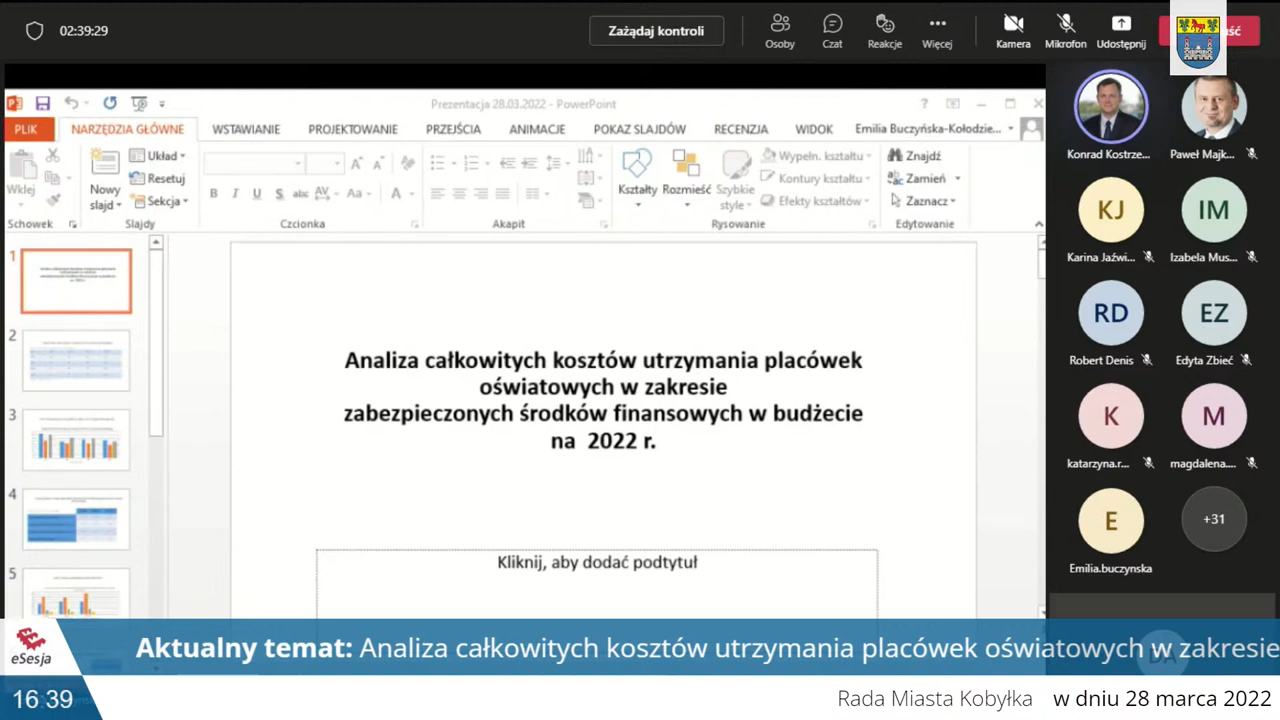 02:39:29
Zażądaj kontroli
Osoby
Czat
Reakcje
Więcej
Kamera
Mikrofon
Udostępnij
Prezentacja 28.03.2022 - PowerPoint
PLIK
NARZĘDZIA GŁÓWNE
WSTAWIANIE
PROJEKTOWANIE
PRZEJŚCIA
ANIMACJE
POKAZ SLAJDÓW
RECENZJA
WIDOK
Emilia Buczyńska-Kołodzie...
Wklej
Nowy slajd
Układ
Resetuj
Sekcja
Kształty
Rozmieść
Szybkie style
Wypełn. kształtu
Kontury kształtu
Efekty kształtów
Znajdź
Zamień
Zaznacz
Schowek
Slajdy
Czcionka
Akapit
Rysowanie
Edytowanie
1
2
3
4
5
Analiza całkowitych kosztów utrzymania placówek
oświatowych w zakresie
zabezpieczonych środków finansowych w budżecie
na 2022 r.
Kliknij, aby dodać podtytuł
Konrad Kostrze...
Paweł Majk...
KJ
Karina Jaźwi...
IM
Izabela Mus...
RD
Robert Denis
EZ
Edyta Zbieć
K
katarzyna.r...
M
magdalena....
E
Emilia.buczynska
+31
eSesja
Aktualny temat: Analiza całkowitych kosztów utrzymania placówek oświatowych w zakresie
16:39
Rada Miasta Kobyłka w dniu 28 marca 2022